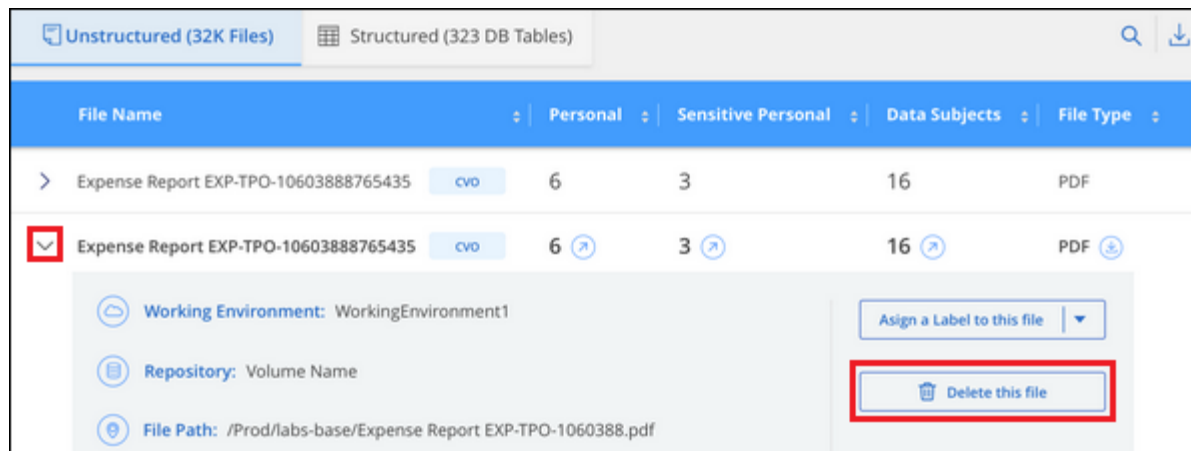 Unstructured (32K Files) Structured (323 DB Tables)
File Name Personal Sensitive Personal Data Subjects File Type
Expense Report EXP-TPO-10603888765435 CVO 6 3 16 PDF
Expense Report EXP-TPO-10603888765435 CVO 6 3 16 PDF
Working Environment: WorkingEnvironment1
Asign a Label to this file
Repository: Volume Name
Delete this file
File Path: /Prod/labs-base/Expense Report EXP-TPO-1060388.pdf